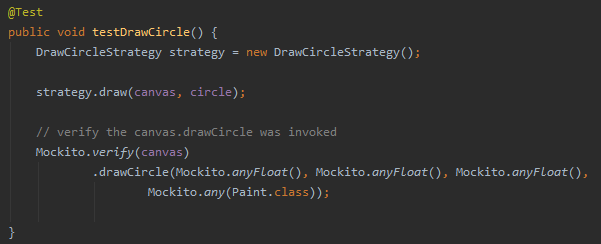 @Test
public void testDrawCircle() {
    DrawCircleStrategy strategy = new DrawCircleStrategy();

    strategy.draw(canvas, circle);

    // verify the canvas.drawCircle was invoked
    Mockito.verify(canvas)
            .drawCircle(Mockito.anyFloat(), Mockito.anyFloat(), Mockito.anyFloat(),
                    Mockito.any(Paint.class));

}